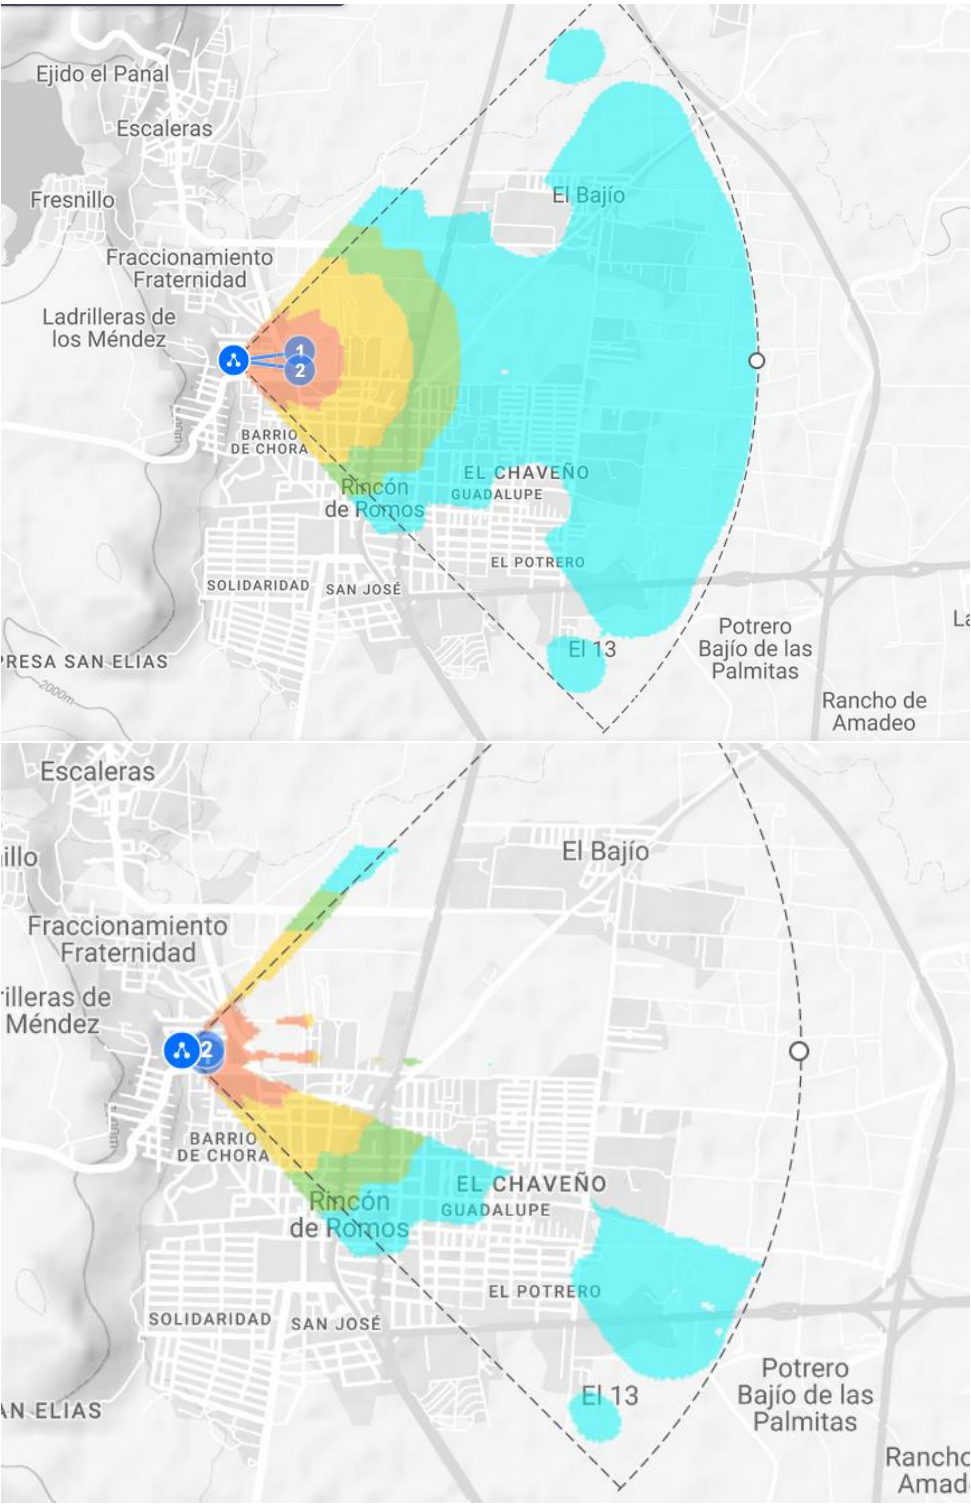 Ejido el Panal
Escaleras
Fresnillo
El Bajío
Fraccionamiento
Fraternidad
Ladrilleras de
los Méndez
1
2
BARRIO
DE CHORA
EL CHAVEÑO
GUADALUPE
Rincón
de Romos
EL POTRERO
SOLIDARIDAD
SAN JOSÉ
El 13
Potrero
Bajío de las
Palmitas
La
PRESA SAN ELIAS
2000m
Rancho de
Amadeo
Escaleras
illo
El Bajío
Fraccionamiento
Fraternidad
rilleras de
Méndez
2
BARRIO
DE CHORA
EL CHAVEÑO
GUADALUPE
Rincón
de Romos
EL POTRERO
SOLIDARIDAD
SAN JOSÉ
El 13
Potrero
Bajío de las
Palmitas
AN ELIAS
Rancho
Amad